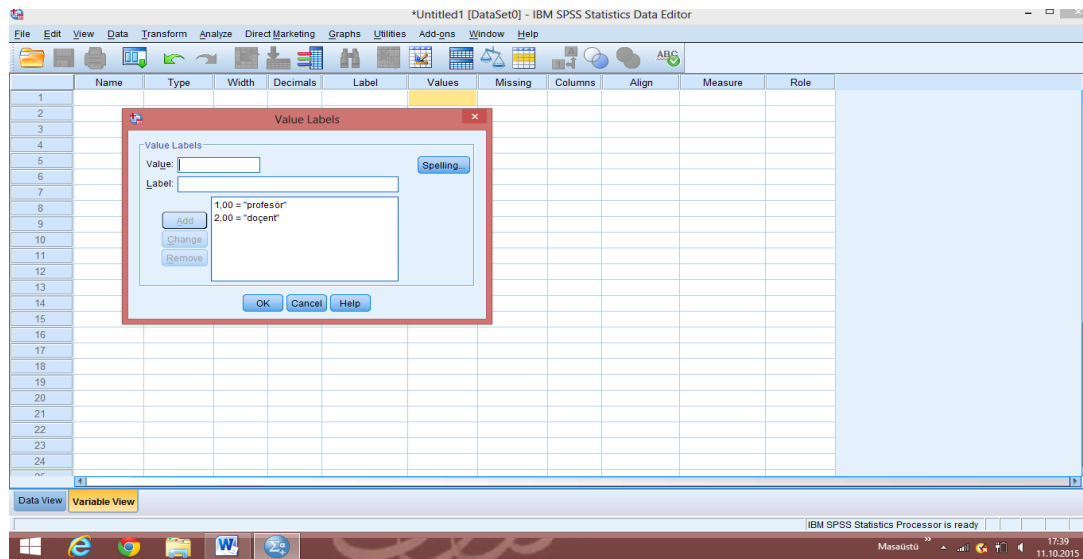 *Untitled1 [DataSet0] - IBM SPSS Statistics Data Editor
File Edit View Data Transform Analyze Direct Marketing Graphs Utilities Add-ons Window Help
Name Type Width Decimals Label Values Missing Columns Align Measure Role
1
2
3
4
5
6
7
8
9
10
11
12
13
14
15
16
17
18
19
20
21
22
23
24
Value Labels
Value Labels
Value:
Spelling...
Label:
1,00 = "profesör"
2,00 = "doçent"
Add
Change
Remove
OK Cancel Help
Data View Variable View
IBM SPSS Statistics Processor is ready
Masaüstü
17:39
11.10.2015